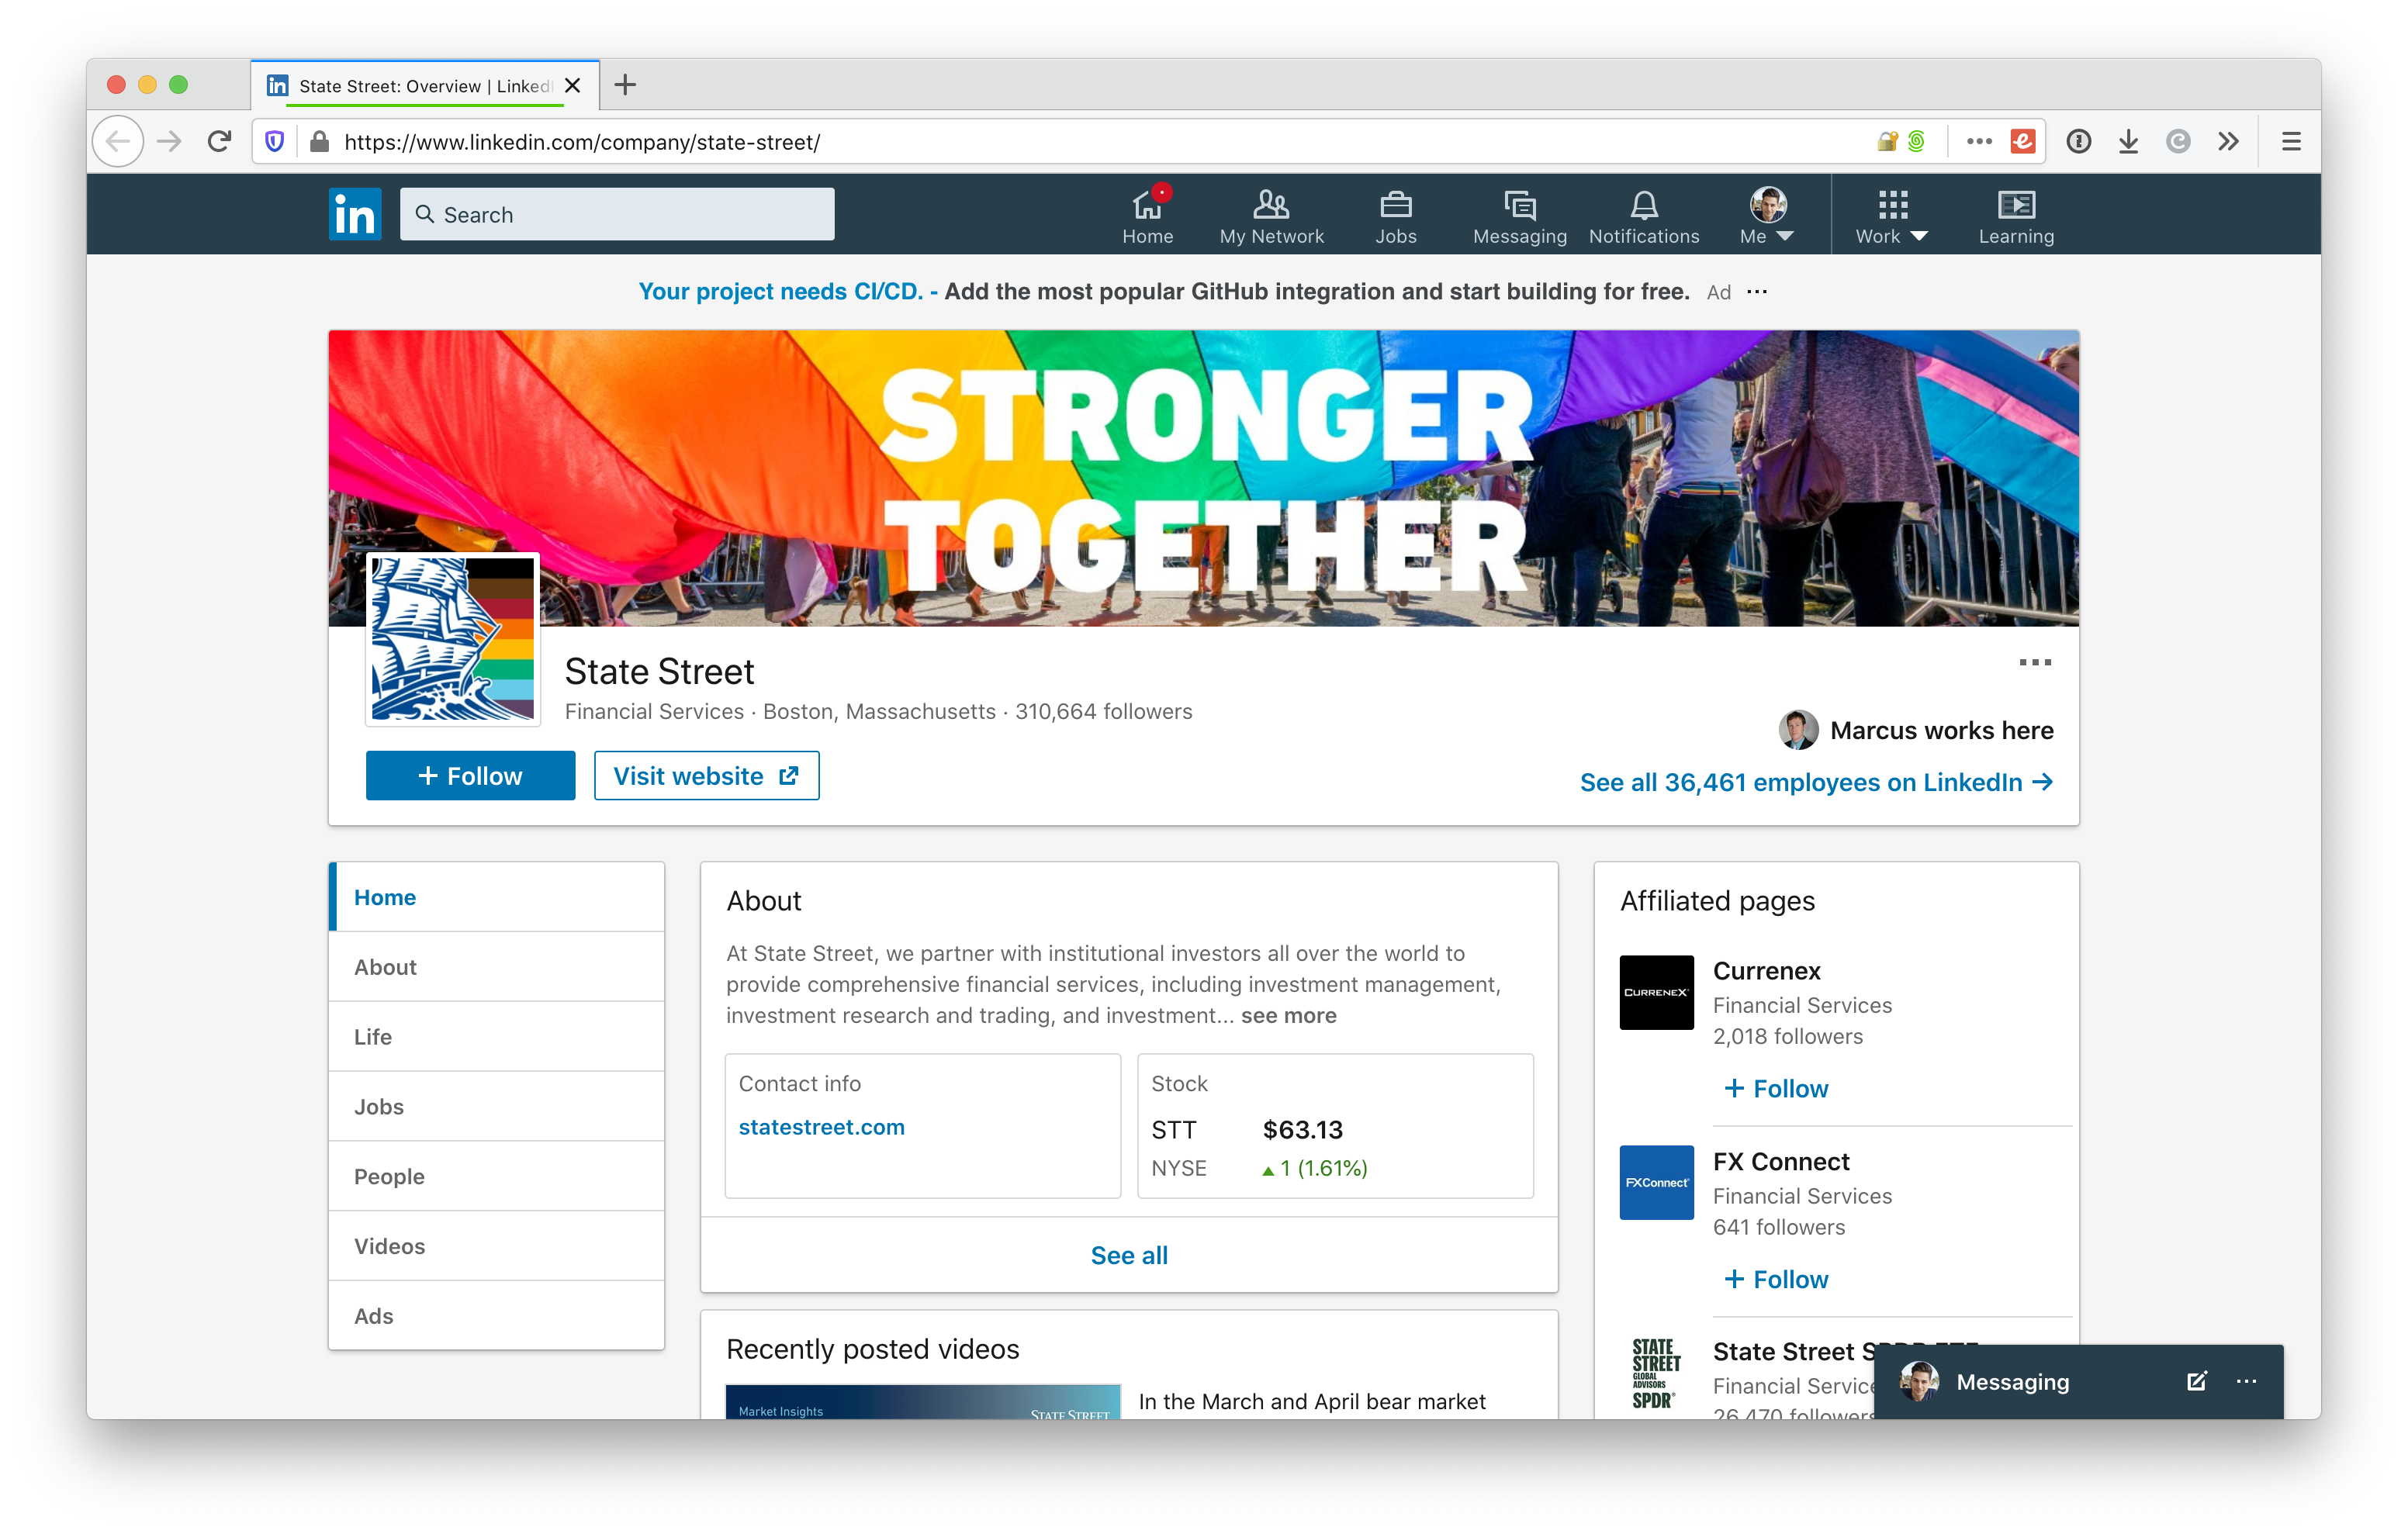 State Street: Overview | Linked
https://www.linkedin.com/company/state-street/
in
Search
Home
My Network
Jobs
Messaging
Notifications
Me
Work
Learning
Your project needs CI/CD. - Add the most popular GitHub integration and start building for free. Ad ···
STRONGER
TOGETHER
State Street
Financial Services · Boston, Massachusetts · 310,664 followers
Marcus works here
+ Follow
Visit website
See all 36,461 employees on LinkedIn →
Home
About
Life
Jobs
People
Videos
Ads
About
At State Street, we partner with institutional investors all over the world to
provide comprehensive financial services, including investment management,
investment research and trading, and investment... see more
Contact info
statestreet.com
Stock
STT $63.13
NYSE ▲ 1 (1.61%)
See all
Recently posted videos
Market Insights
STATE STREET
In the March and April bear market
Affiliated pages
CURRENEX
Currenex
Financial Services
2,018 followers
+ Follow
FXConnect
FX Connect
Financial Services
641 followers
+ Follow
STATE
STREET
GLOBAL
ADVISORS
SPDR
State Street
Financial
26,470 followers
Messaging